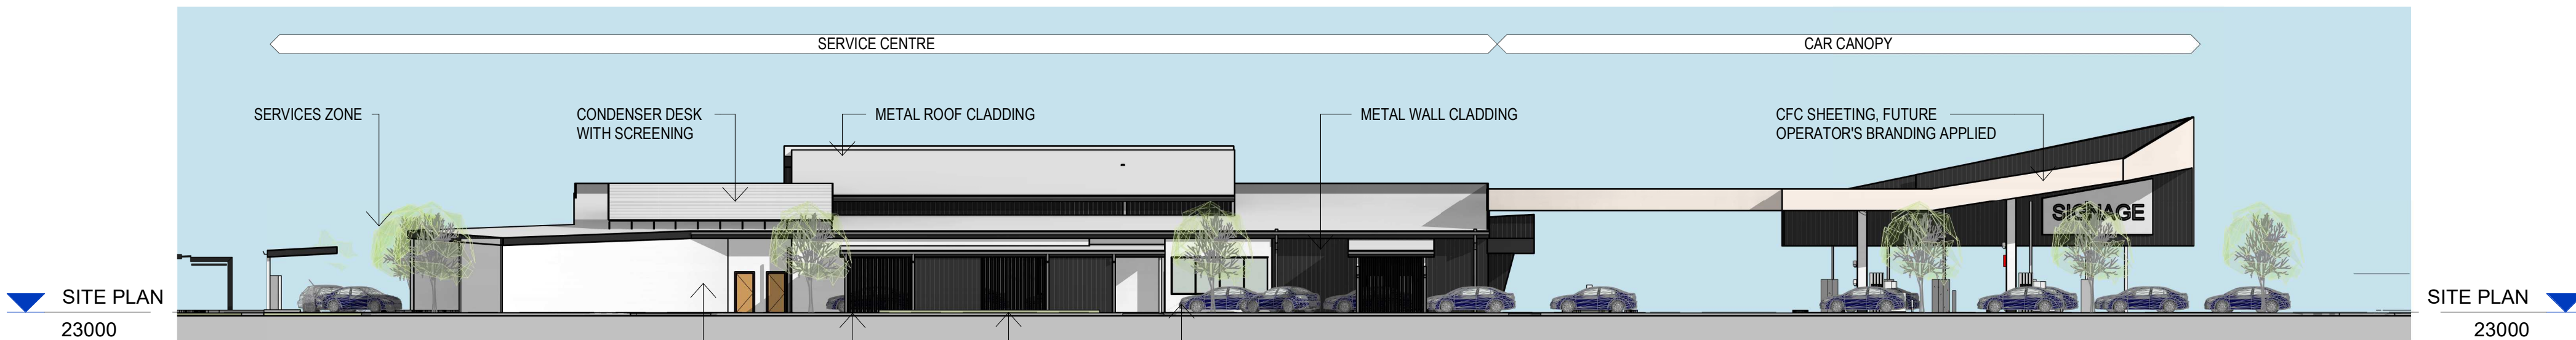 SERVICE CENTRE
CAR CANOPY
SERVICES ZONE
CONDENSER DESK
WITH SCREENING
METAL ROOF CLADDING
METAL WALL CLADDING
CFC SHEETING, FUTURE
OPERATOR'S BRANDING APPLIED
SIGNAGE
SITE PLAN
23000
SITE PLAN
23000